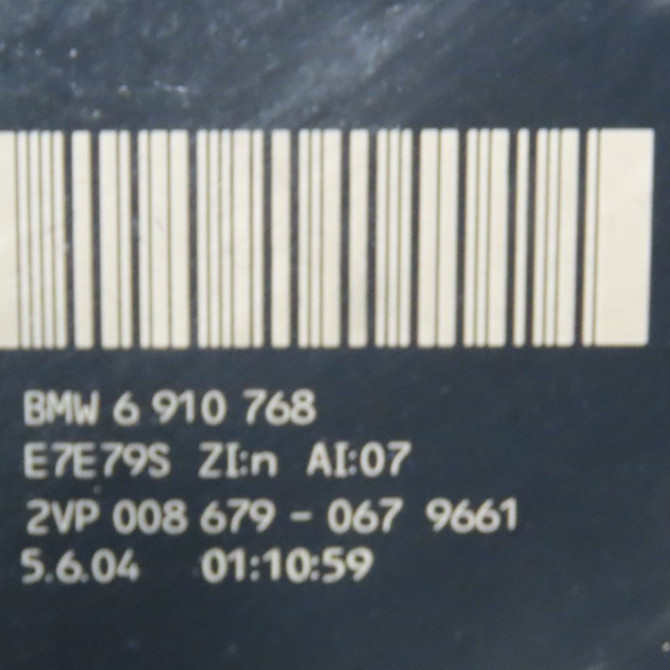 BMW 6 910 768
E7E79S ZI:n AI:07
2VP 008 679 - 067 9661
5.6.04 01:10:59